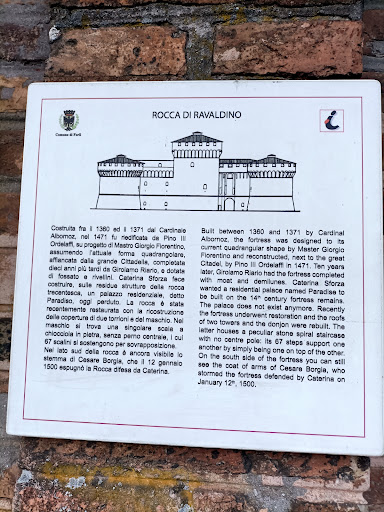 ROCCA DI RAVALDINO
Comune di Forlì
i
Costruita fra il 1360 ed il 1371 dal Cardinale
Albornoz, nel 1471 fu riedificata da Pino III
Ordelaffi, su progetto di Mastro Giorgio Fiorentino,
assumendo l'attuale forma quadrangolare,
affiancata dalla grande Cittadella, completata
dieci anni più tardi da Girolamo Riario, e dotata
di fossato e rivellini. Caterina Sforza fece
costruire, sulle residue strutture della rocca
trecentesca, un palazzo residenziale, detto
Paradiso, oggi perduto. La rocca è stata
recentemente restaurata con la ricostruzione
delle coperture di due torrioni e del maschio. Nel
maschio si trova una singolare scala a
chiocciola in pietra, senza perno centrale, i cui
67 scalini si sostengono per sovrapposizione.
Nel lato sud della rocca è ancora visibile lo
stemma di Cesare Borgia, che il 12 gennaio
1500 espugnò la Rocca difesa da Caterina.
Built between 1360 and 1371 by Cardinal
Albornoz, the fortress was designed to its
current quadrangular shape by Master Giorgio
Fiorentino and reconstructed, next to the great
Citadel, by Pino III Ordelaffi in 1471. Ten years
later, Girolamo Riario had the fortress completed
with moat and demilunes. Caterina Sforza
wanted a residential palace named Paradise to
be built on the 14th century fortress remains.
The palace does not exist anymore. Recently
the fortress underwent restoration and the roofs
of two towers and the donjon were rebuilt. The
latter houses a peculiar stone spiral staircase
with no centre pole: its 67 steps support one
another by simply being one on top of the other.
On the south side of the fortress you can still
see the coat of arms of Cesare Borgia, who
stormed the fortress defended by Caterina on
January 12th, 1500.